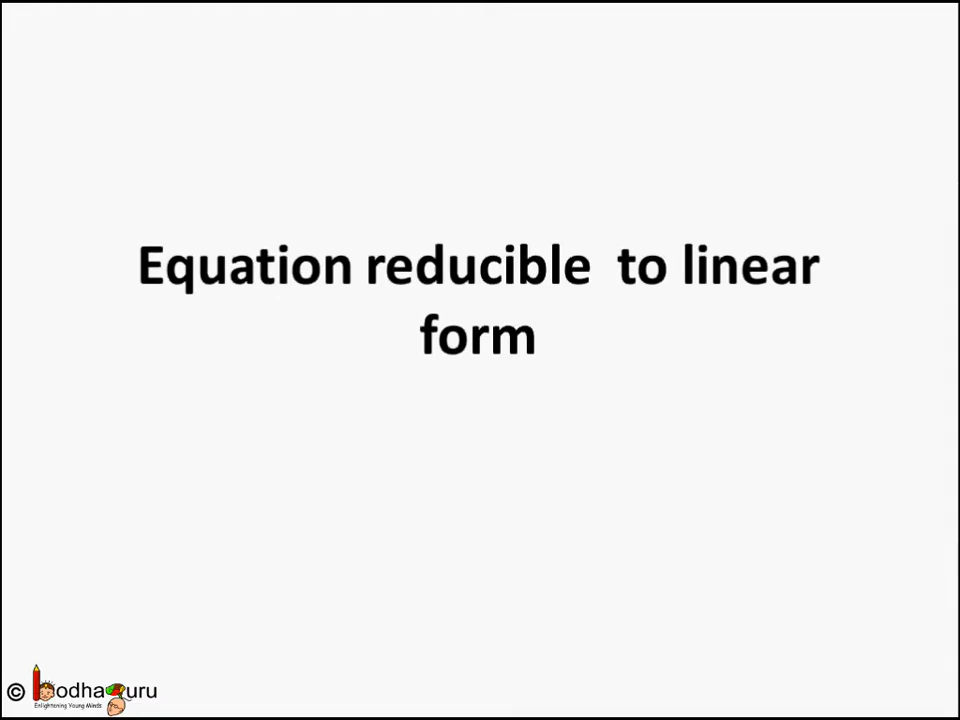 Equation reducible to linear
form
© bodhaGuru
Enlightening Young Minds